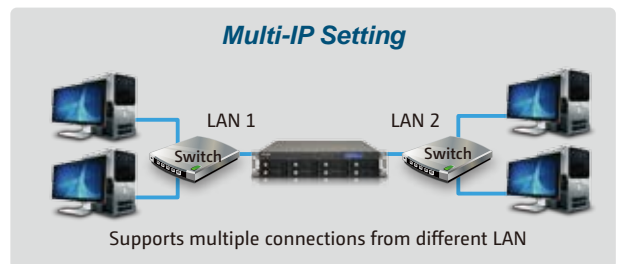 Multi-IP Setting
LAN 1
LAN 2
Switch
Switch
Supports multiple connections from different LAN